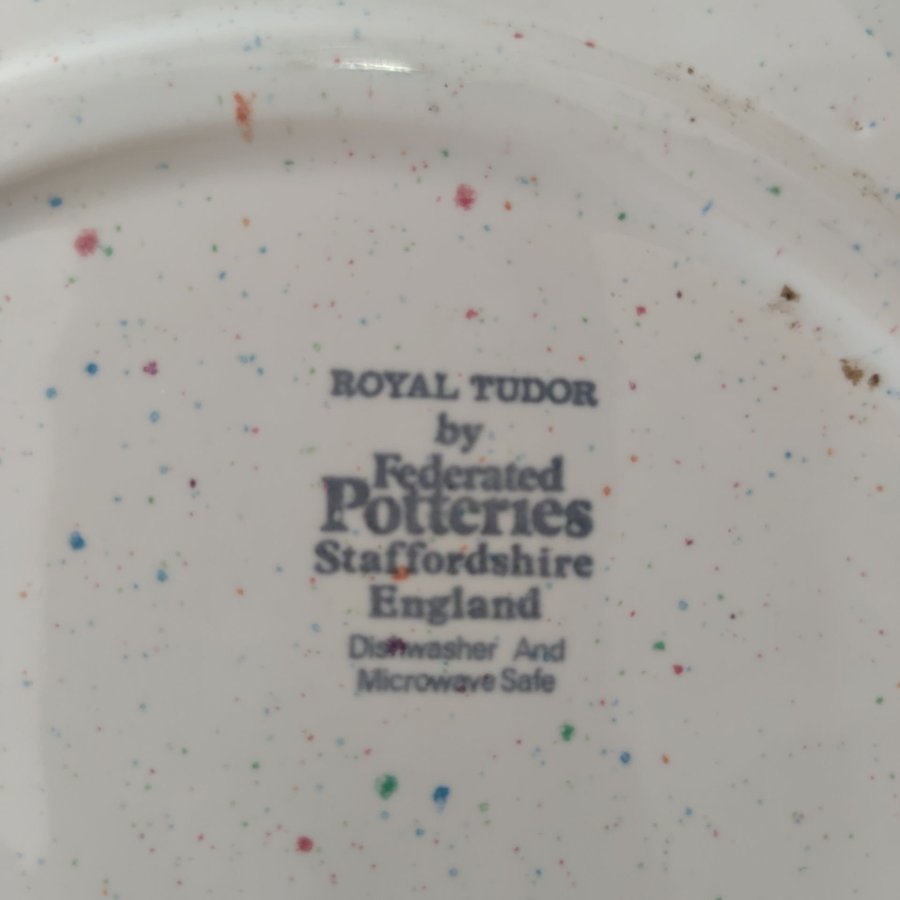 ROYAL TUDOR
by
Federated
Potteries
Staffordshire
England
Dishwasher And
Microwave Safe